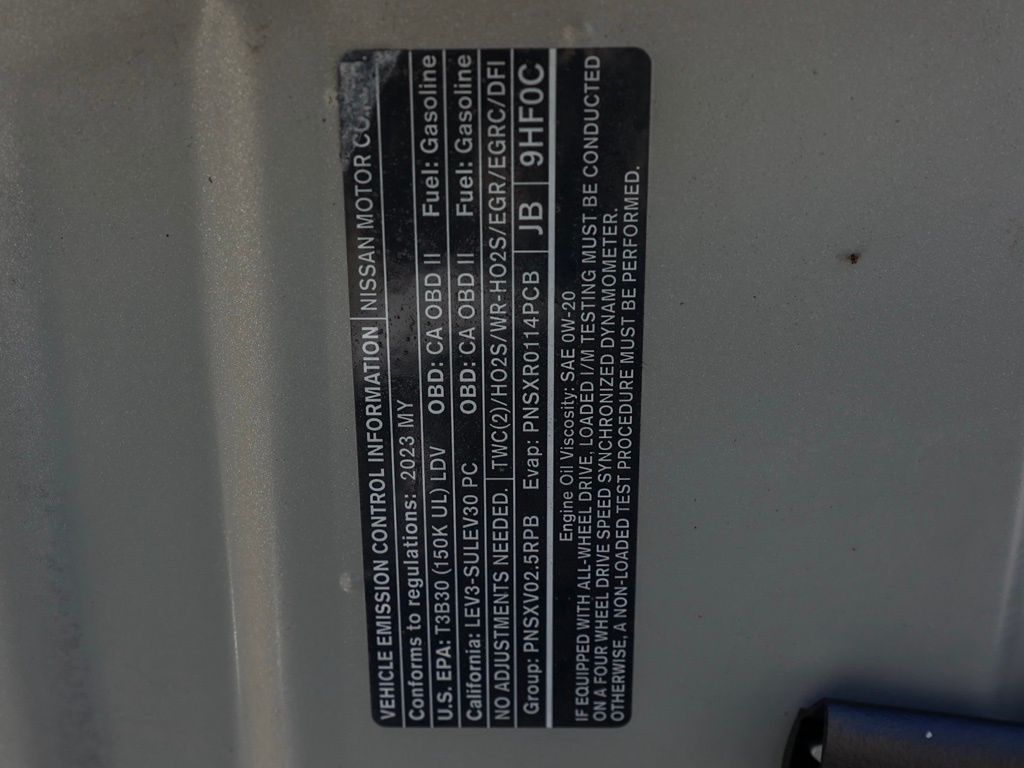 VEHICLE EMISSION CONTROL INFORMATION NISSAN MOTOR CO.
Conforms to regulations: 2023 MY
U.S. EPA: T3B30 (150K UL) LDV OBD: CA OBD II Fuel: Gasoline
California: LEV3-SULEV30 PC OBD: CA OBD II Fuel: Gasoline
NO ADJUSTMENTS NEEDED. TWC(2)/HO2S/WR-HO2S/EGR/EGRC/DFI
Group: PNSXV02.5RPB Evap: PNSXR0114PCB JB 9HF0C
Engine Oil Viscosity: SAE 0W-20
IF EQUIPPED WITH ALL-WHEEL DRIVE, LOADED I/M TESTING MUST BE CONDUCTED
ON A FOUR WHEEL DRIVE SPEED SYNCHRONIZED DYNAMOMETER.
OTHERWISE, A NON-LOADED TEST PROCEDURE MUST BE PERFORMED.